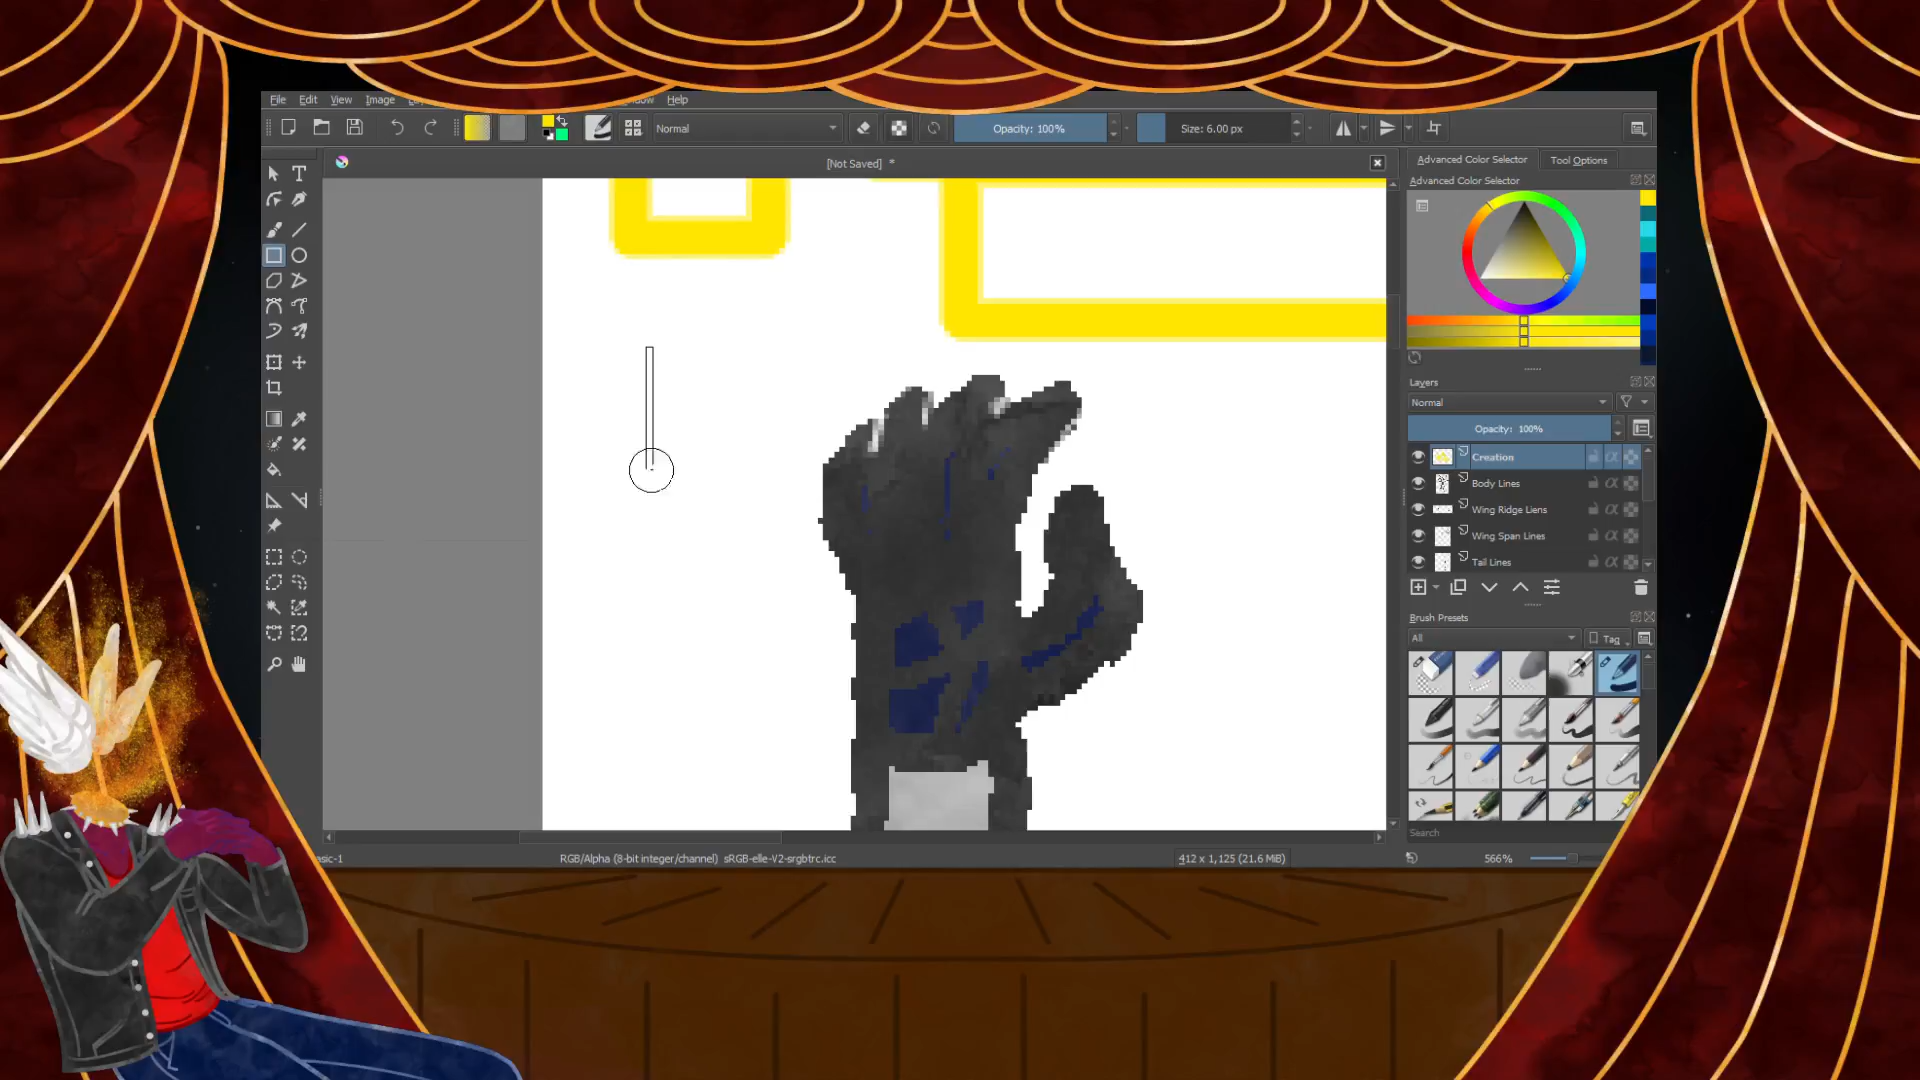 File Edit View Image Help
Normal
Opacity: 100%
Size: 6.00 px
[Not Saved] *
Advanced Color Selector
Tool Options
Advanced Color Selector
Layers
Normal
Opacity: 100%
Creation
Body Lines
Wing Ridge Liens
Wing Span Lines
Tail Lines
Brush Presets
All
Tag
Search
asic-1
RGB/Alpha (8-bit integer/channel) sRGB-elle-V2-srgbtrc.icc
412 x 1,125 (21.6 MiB)
566%